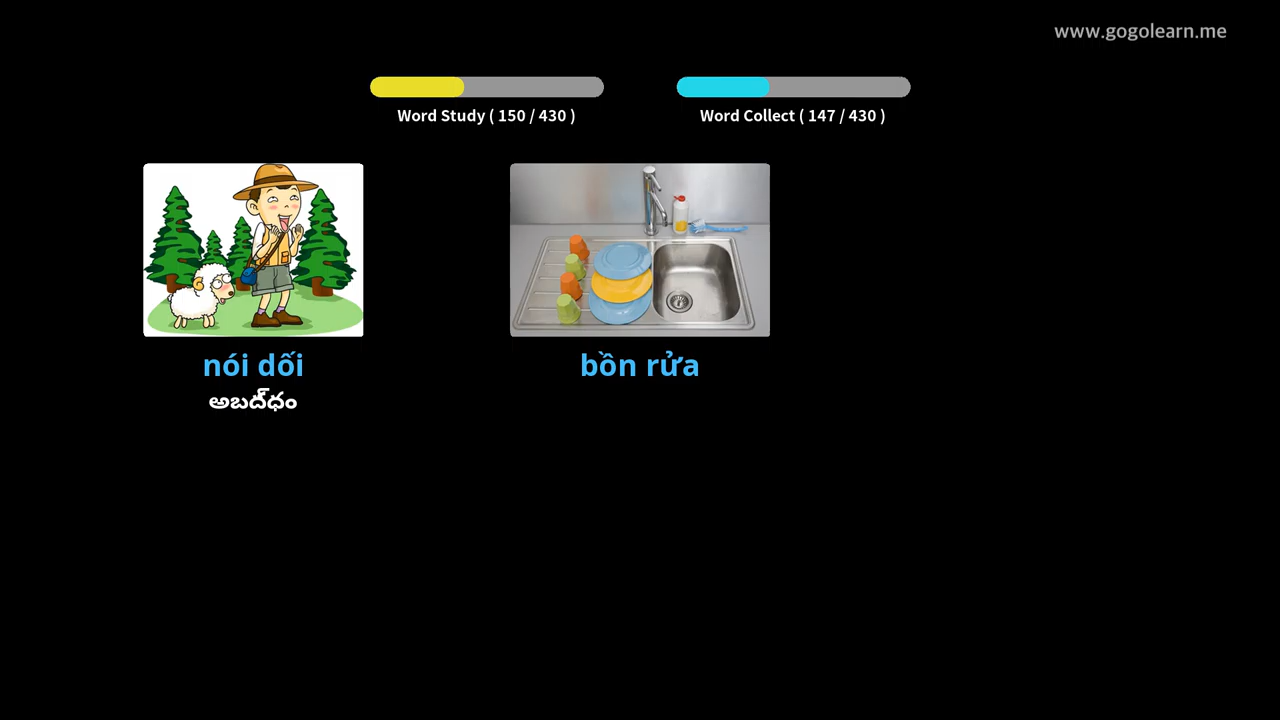 www.gogolearn.me
Word Study ( 150 / 430 )
Word Collect ( 147 / 430 )
nói dối
bồn rửa
అబద్ధం